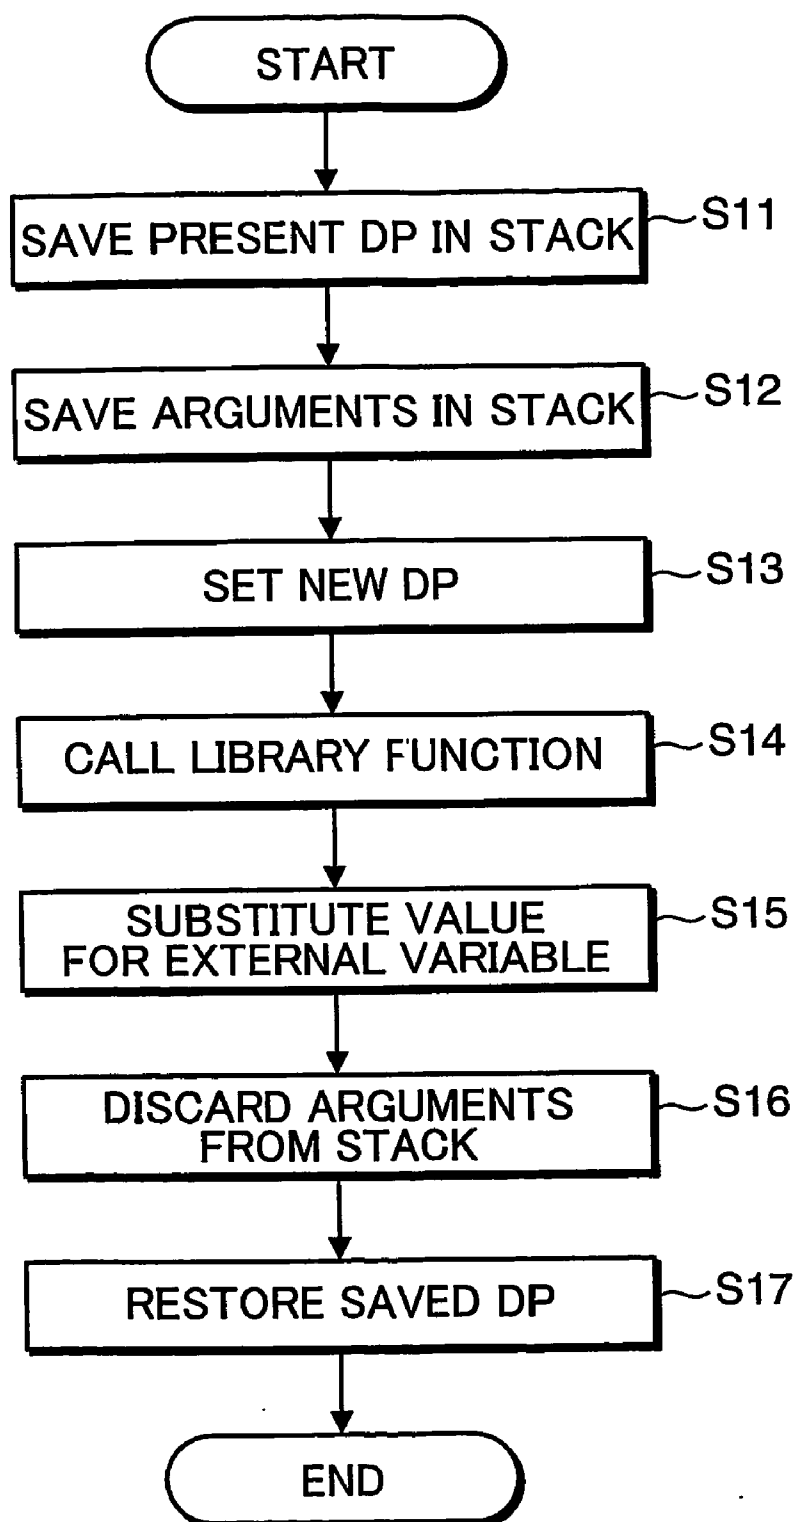 START
SAVE PRESENT DP IN STACK
S11
SAVE ARGUMENTS IN STACK
S12
SET NEW DP
S13
CALL LIBRARY FUNCTION
S14
SUBSTITUTE VALUE
FOR EXTERNAL VARIABLE
S15
DISCARD ARGUMENTS
FROM STACK
S16
RESTORE SAVED DP
S17
END